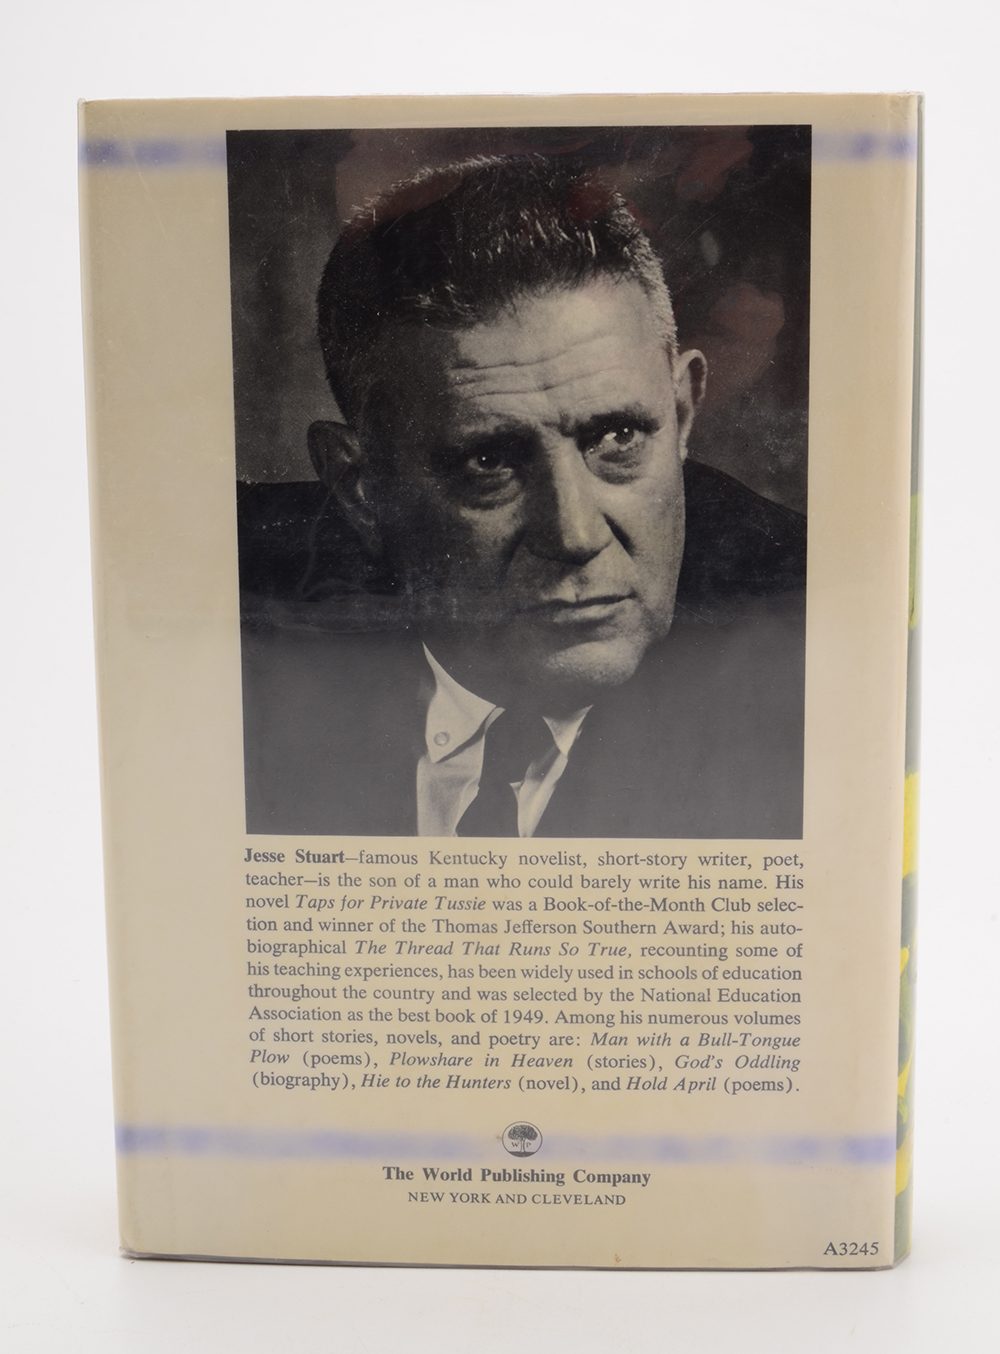 Jesse Stuart—famous Kentucky novelist, short-story writer, poet,
teacher—is the son of a man who could barely write his name. His
novel Taps for Private Tussie was a Book-of-the-Month Club selec-
tion and winner of the Thomas Jefferson Southern Award; his auto-
biographical The Thread That Runs So True, recounting some of
his teaching experiences, has been widely used in schools of education
throughout the country and was selected by the National Education
Association as the best book of 1949. Among his numerous volumes
of short stories, novels, and poetry are: Man with a Bull-Tongue
Plow (poems), Plowshare in Heaven (stories), God's Oddling
(biography), Hie to the Hunters (novel), and Hold April (poems).
W P
The World Publishing Company
NEW YORK AND CLEVELAND
A3245